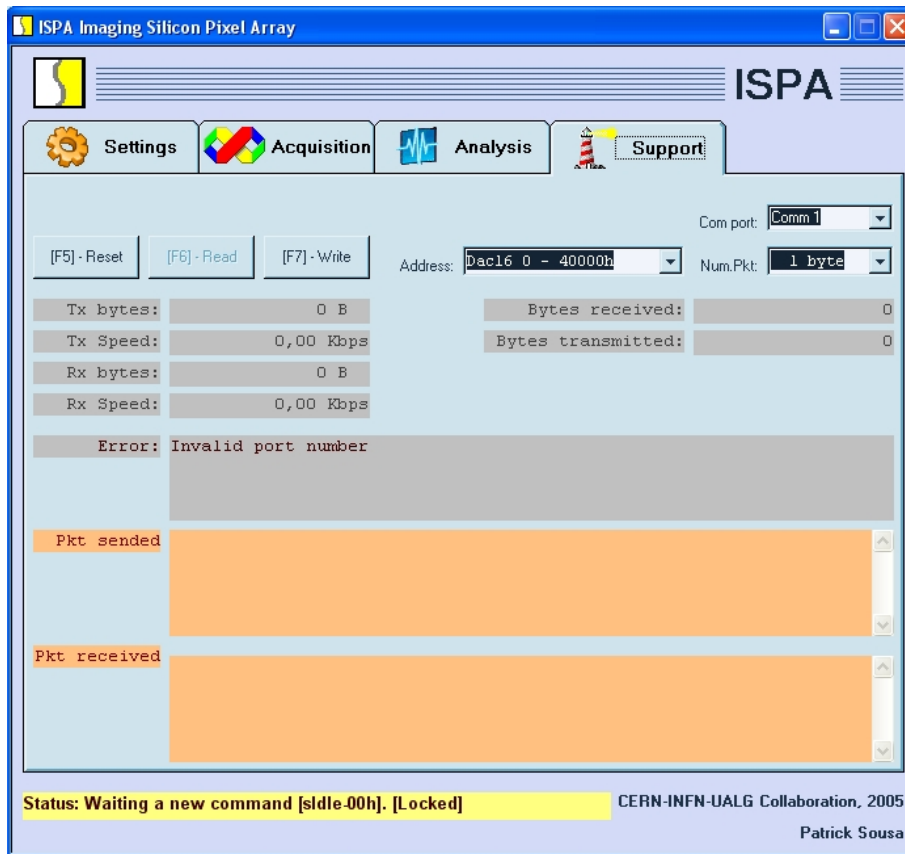 ISPA Imaging Silicon Pixel Array
ISPA
Settings Acquisition Analysis Support
Com port: Comm 1
[F5] - Reset [F6] - Read [F7] - Write Address: Dac16 0 - 40000h Num.Pkt: 1 byte
Tx bytes: 0 B Bytes received: 0
Tx Speed: 0,00 Kbps Bytes transmitted: 0
Rx bytes: 0 B
Rx Speed: 0,00 Kbps
Error: Invalid port number
Pkt sended
Pkt received
Status: Waiting a new command [sIdle-00h]. [Locked] CERN-INFN-UALG Collaboration, 2005
Patrick Sousa